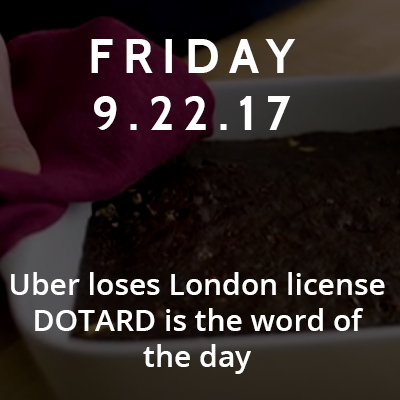 FRIDAY
9.22.17
Uber loses London license
DOTARD is the word of
the day